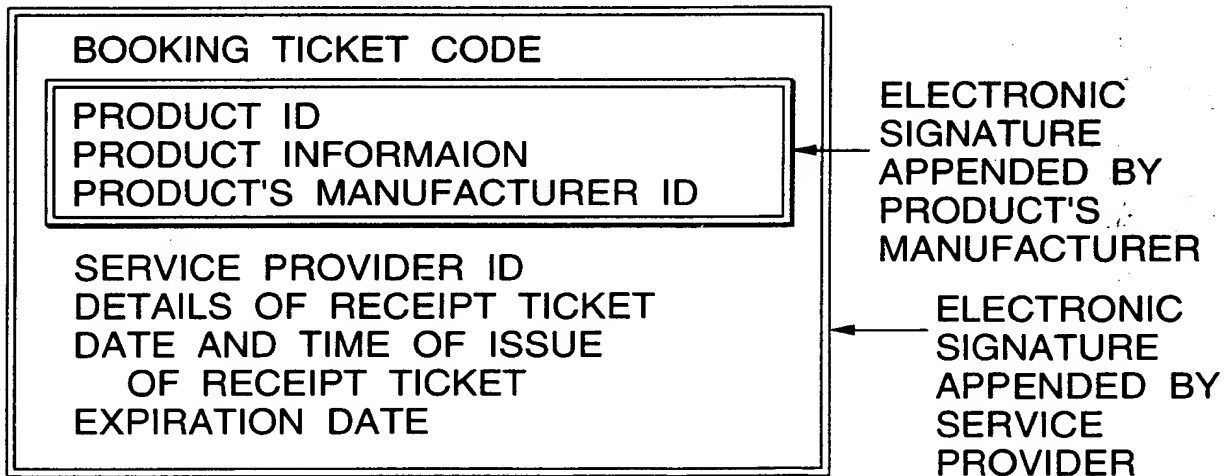 BOOKING TICKET CODE
PRODUCT ID
PRODUCT INFORMAION
PRODUCT'S MANUFACTURER ID
SERVICE PROVIDER ID
DETAILS OF RECEIPT TICKET
DATE AND TIME OF ISSUE
OF RECEIPT TICKET
EXPIRATION DATE
ELECTRONIC
SIGNATURE
APPENDED BY
PRODUCT'S
MANUFACTURER
ELECTRONIC
SIGNATURE
APPENDED BY
SERVICE
PROVIDER